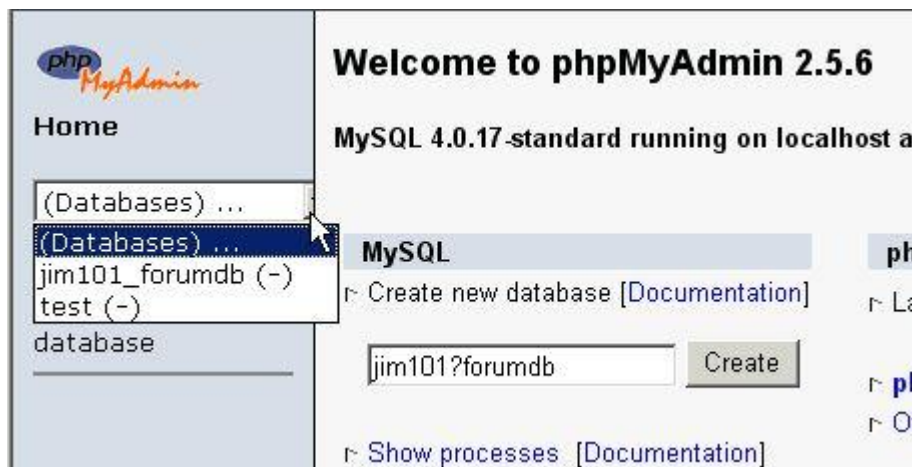 php
MyAdmin
Home
(Databases) ...
(Databases) ...
jim101_forumdb (-)
test (-)
database
Welcome to phpMyAdmin 2.5.6
MySQL 4.0.17-standard running on localhost a
MySQL
Create new database [Documentation]
jim101?forumdb
Create
Show processes [Documentation]
ph
La
ph
O